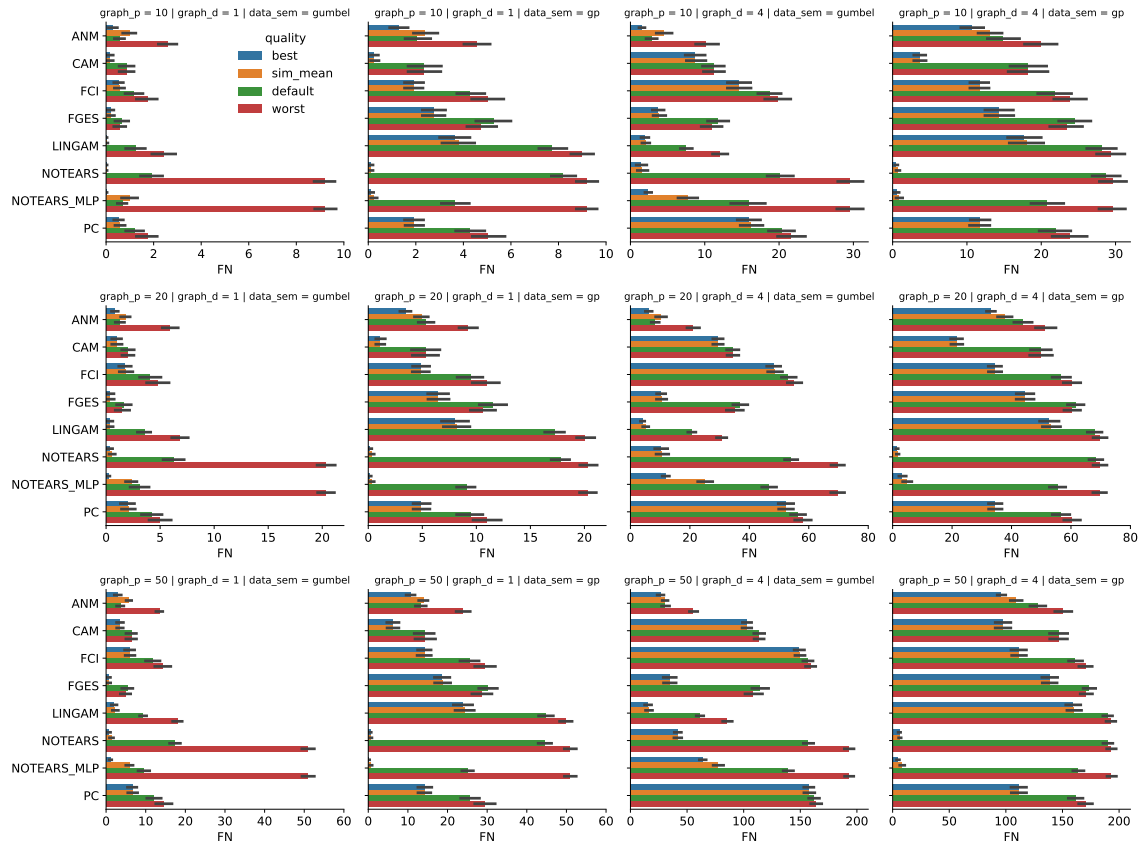 graph_p = 10 | graph_d = 1 | data_sem = gumbel
graph_p = 10 | graph_d = 1 | data_sem = gp
graph_p = 10 | graph_d = 4 | data_sem = gumbel
graph_p = 10 | graph_d = 4 | data_sem = gp
ANM
CAM
FCI
FGES
LINGAM
NOTEARS
NOTEARS_MLP
PC
quality
best
sim_mean
default
worst
0 2 4 6 8 10
0 2 4 6 8 10
0 10 20 30
0 10 20 30
FN
FN
FN
FN
graph_p = 20 | graph_d = 1 | data_sem = gumbel
graph_p = 20 | graph_d = 1 | data_sem = gp
graph_p = 20 | graph_d = 4 | data_sem = gumbel
graph_p = 20 | graph_d = 4 | data_sem = gp
ANM
CAM
FCI
FGES
LINGAM
NOTEARS
NOTEARS_MLP
PC
0 5 10 15 20
0 5 10 15 20
0 20 40 60 80
0 20 40 60 80
FN
FN
FN
FN
graph_p = 50 | graph_d = 1 | data_sem = gumbel
graph_p = 50 | graph_d = 1 | data_sem = gp
graph_p = 50 | graph_d = 4 | data_sem = gumbel
graph_p = 50 | graph_d = 4 | data_sem = gp
ANM
CAM
FCI
FGES
LINGAM
NOTEARS
NOTEARS_MLP
PC
0 10 20 30 40 50 60
0 10 20 30 40 50 60
0 50 100 150 200
0 50 100 150 200
FN
FN
FN
FN